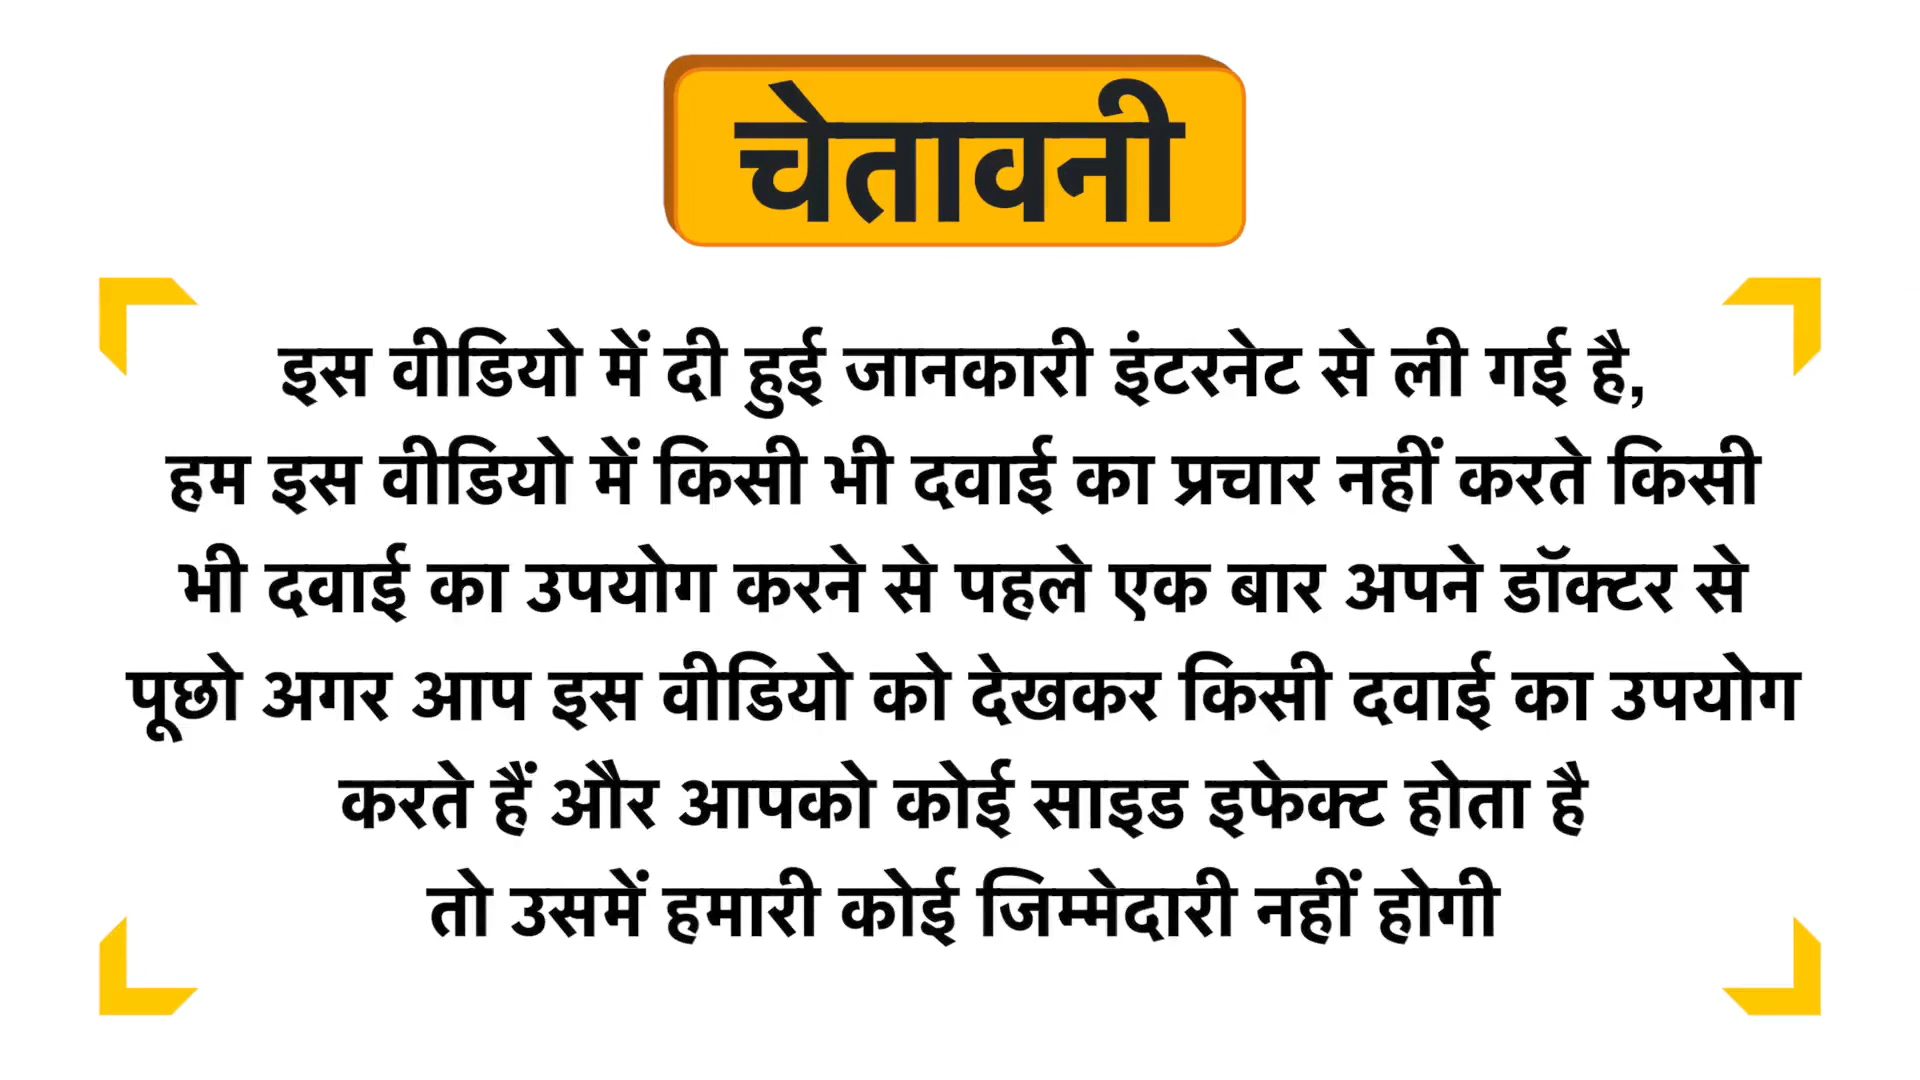 चेतावनी
इस वीडियो में दी हुई जानकारी इंटरनेट से ली गई है,
हम इस वीडियो में किसी भी दवाई का प्रचार नहीं करते किसी
भी दवाई का उपयोग करने से पहले एक बार अपने डॉक्टर से
पूछो अगर आप इस वीडियो को देखकर किसी दवाई का उपयोग
करते हैं और आपको कोई साइड इफेक्ट होता है
तो उसमें हमारी कोई जिम्मेदारी नहीं होगी